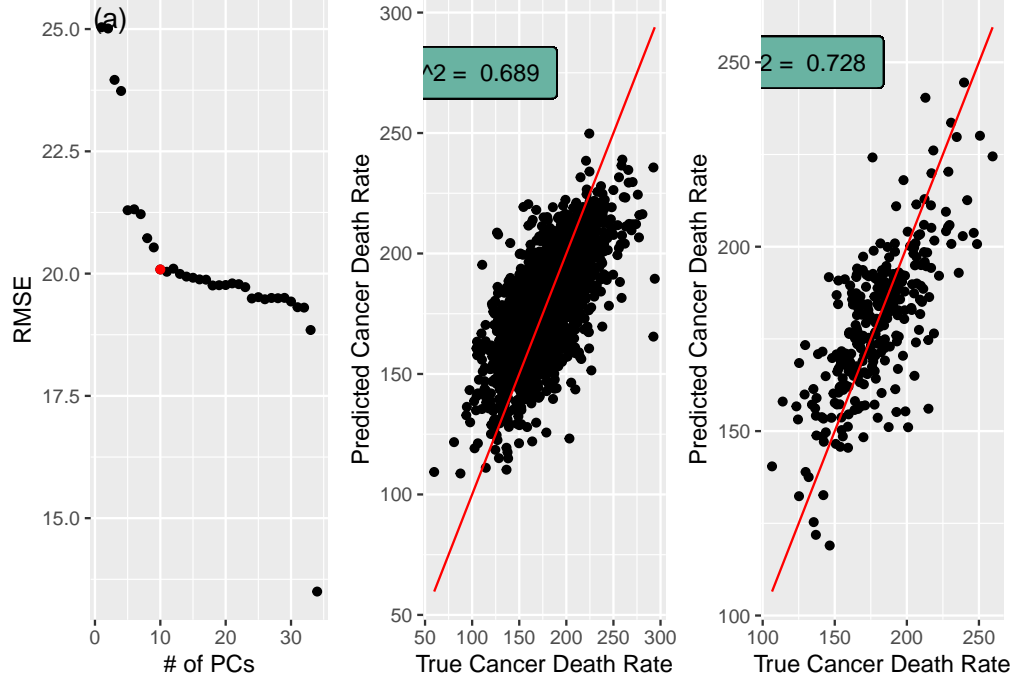 (a)
25.0
22.5
20.0
17.5
15.0
RMSE
0 10 20 30
# of PCs
^2 = 0.689
300
250
200
150
100
50
Predicted Cancer Death Rate
50 100 150 200 250 300
True Cancer Death Rate
2 = 0.728
250
200
150
100
Predicted Cancer Death Rate
100 150 200 250
True Cancer Death Rate